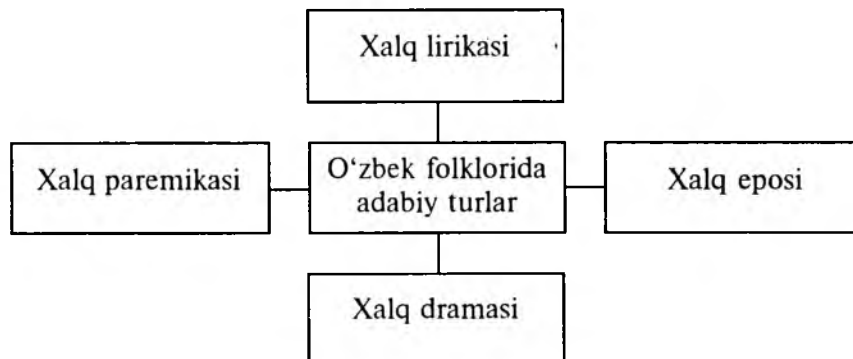 Xalq lirikasi
Xalq paremikasi
O‘zbek folklorida
adabiy turlar
Xalq eposi
Xalq dramasi